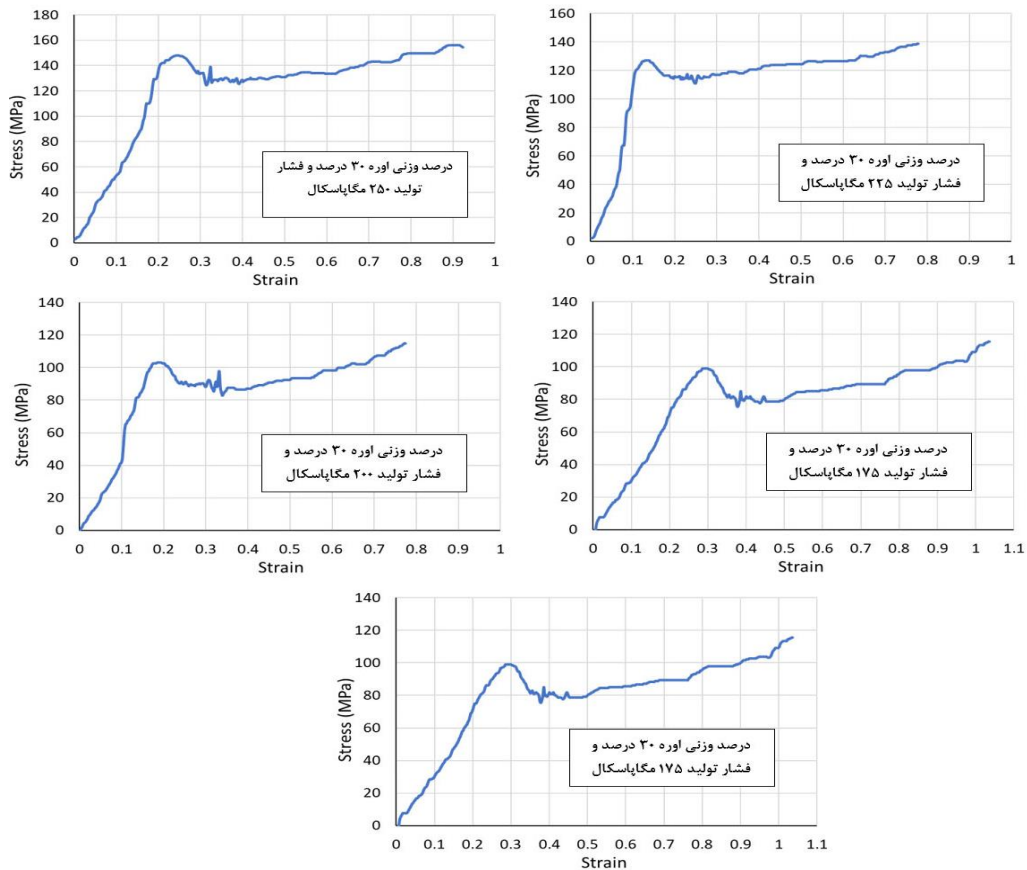 180
160
140
120
100
80
60
40
20
0
Stress (MPa)
درصد وزنی اوره ۳۰ درصد و فشار
تولید ۲۵۰ مگاپاسکال
0 0.1 0.2 0.3 0.4 0.5 0.6 0.7 0.8 0.9 1
Strain
160
140
120
100
80
60
40
20
0
Stress (MPa)
درصد وزنی اوره ۳۰ درصد و
فشار تولید ۲۲۵ مگاپاسکال
0 0.1 0.2 0.3 0.4 0.5 0.6 0.7 0.8 0.9 1
Strain
140
120
100
80
60
40
20
0
Stress (MPa)
درصد وزنی اوره ۳۰ درصد و
فشار تولید ۲۰۰ مگاپاسکال
0 0.1 0.2 0.3 0.4 0.5 0.6 0.7 0.8 0.9 1
Strain
140
120
100
80
60
40
20
0
Stress (MPa)
درصد وزنی اوره ۳۰ درصد و
فشار تولید ۱۷۵ مگاپاسکال
0 0.1 0.2 0.3 0.4 0.5 0.6 0.7 0.8 0.9 1 1.1
Strain
140
120
100
80
60
40
20
0
Stress (MPa)
درصد وزنی اوره ۳۰ درصد و
فشار تولید ۱۷۵ مگاپاسکال
0 0.1 0.2 0.3 0.4 0.5 0.6 0.7 0.8 0.9 1 1.1
Strain